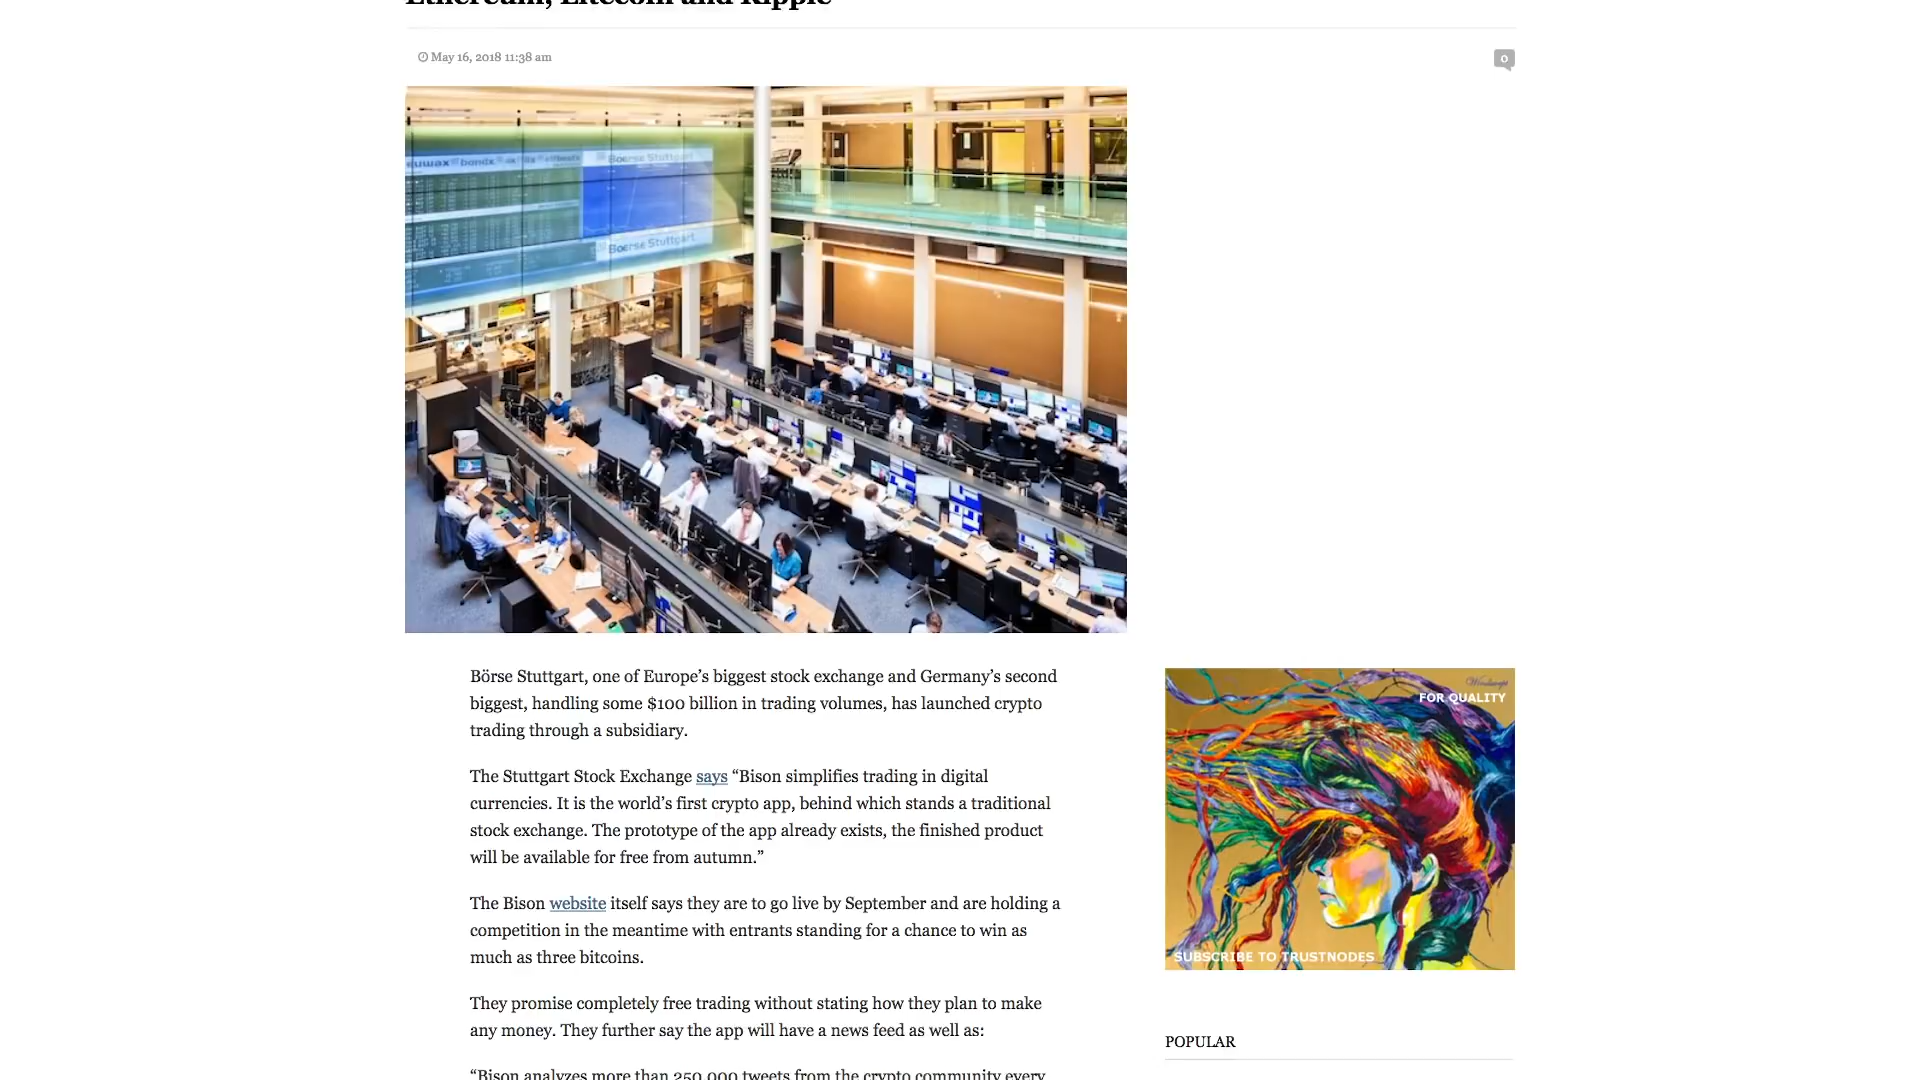 Ethereum, Litecoin and Ripple
May 16, 2018 11:38 am
0
euwax bondx
Boerse Stuttgart
Boerse Stuttgart
Börse Stuttgart, one of Europe’s biggest stock exchange and Germany’s second
biggest, handling some $100 billion in trading volumes, has launched crypto
trading through a subsidiary.
The Stuttgart Stock Exchange says “Bison simplifies trading in digital
currencies. It is the world’s first crypto app, behind which stands a traditional
stock exchange. The prototype of the app already exists, the finished product
will be available for free from autumn.”
The Bison website itself says they are to go live by September and are holding a
competition in the meantime with entrants standing for a chance to win as
much as three bitcoins.
They promise completely free trading without stating how they plan to make
any money. They further say the app will have a news feed as well as:
“Bison analyzes more than 250,000 tweets from the crypto community every
FOR QUALITY
SUBSCRIBE TO TRUSTNODES
POPULAR